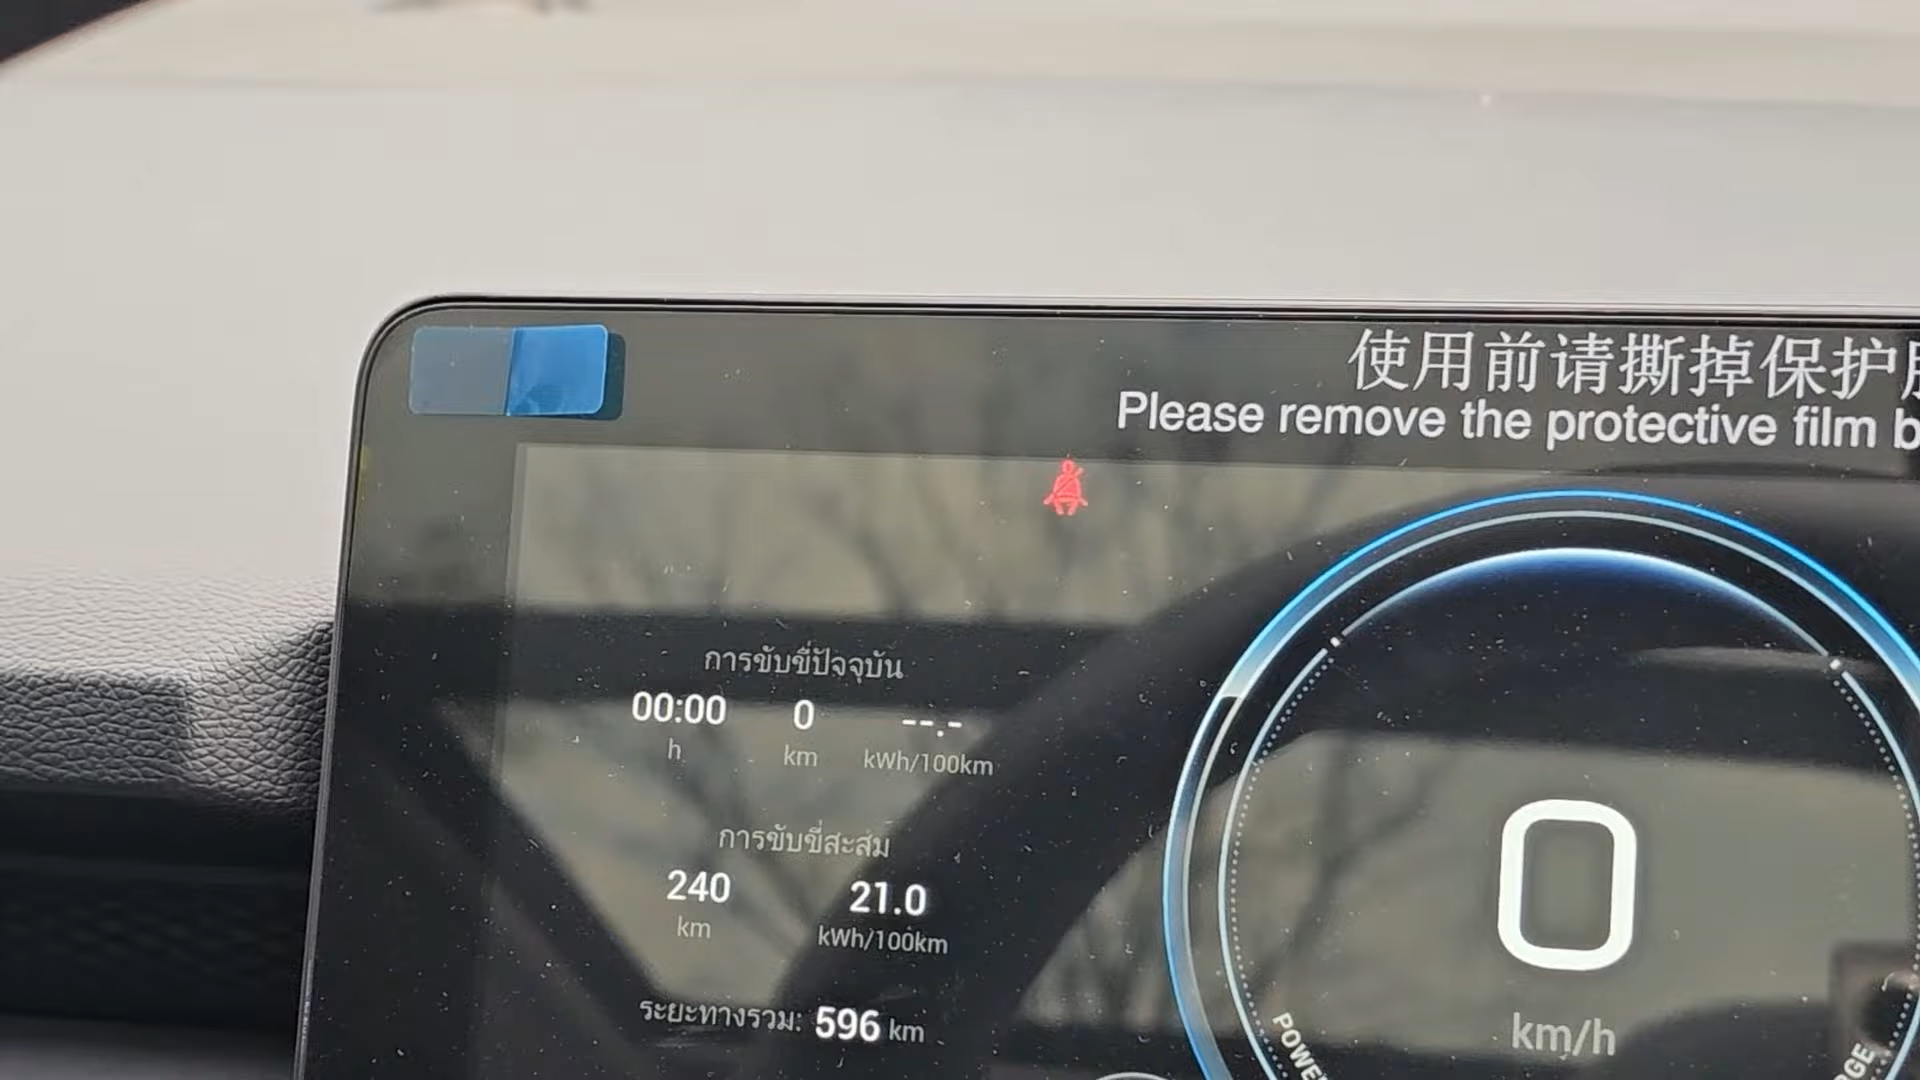 使用前请撕掉保护
Please remove the protective film b
การขับขี่ปัจจุบัน
00:00 0 --.-
h km kWh/100km
การขับขี่สะสม
240 21.0
km kWh/100km
ระยะทางรวม: 596 km
0
km/h
POWE
RGE